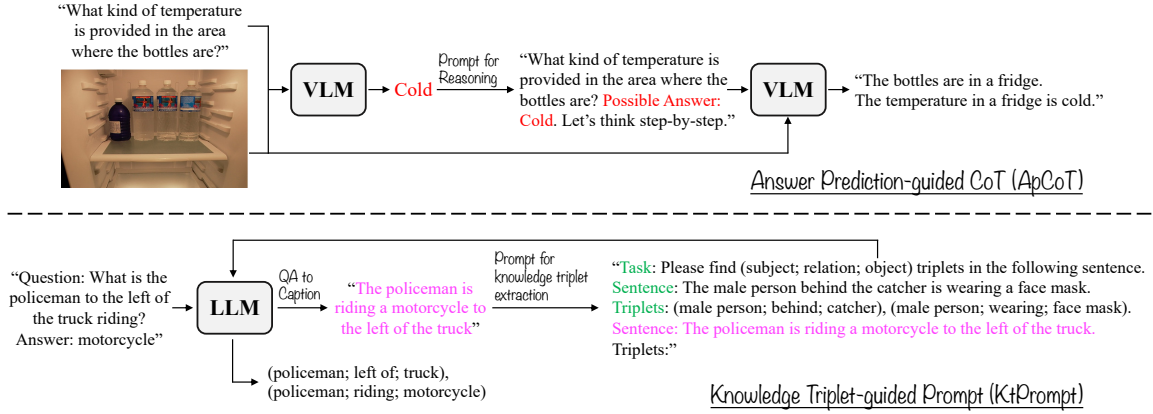 “What kind of temperature
is provided in the area
where the bottles are?”
VLM
Cold
Prompt for
Reasoning
“What kind of temperature is
provided in the area where the
bottles are? Possible Answer:
Cold. Let’s think step-by-step.”
VLM
“The bottles are in a fridge.
The temperature in a fridge is cold.”
Answer Prediction-guided CoT (ApCoT)
“Question: What is the
policeman to the left of
the truck riding?
Answer: motorcycle”
LLM
QA to
Caption
“The policeman is
riding a motorcycle to
the left of the truck”
Prompt for
knowledge triplet
extraction
“Task: Please find (subject; relation; object) triplets in the following sentence.
Sentence: The male person behind the catcher is wearing a face mask.
Triplets: (male person; behind; catcher), (male person; wearing; face mask).
Sentence: The policeman is riding a motorcycle to the left of the truck.
Triplets:”
(policeman; left of; truck),
(policeman; riding; motorcycle)
Knowledge Triplet-guided Prompt (KtPrompt)